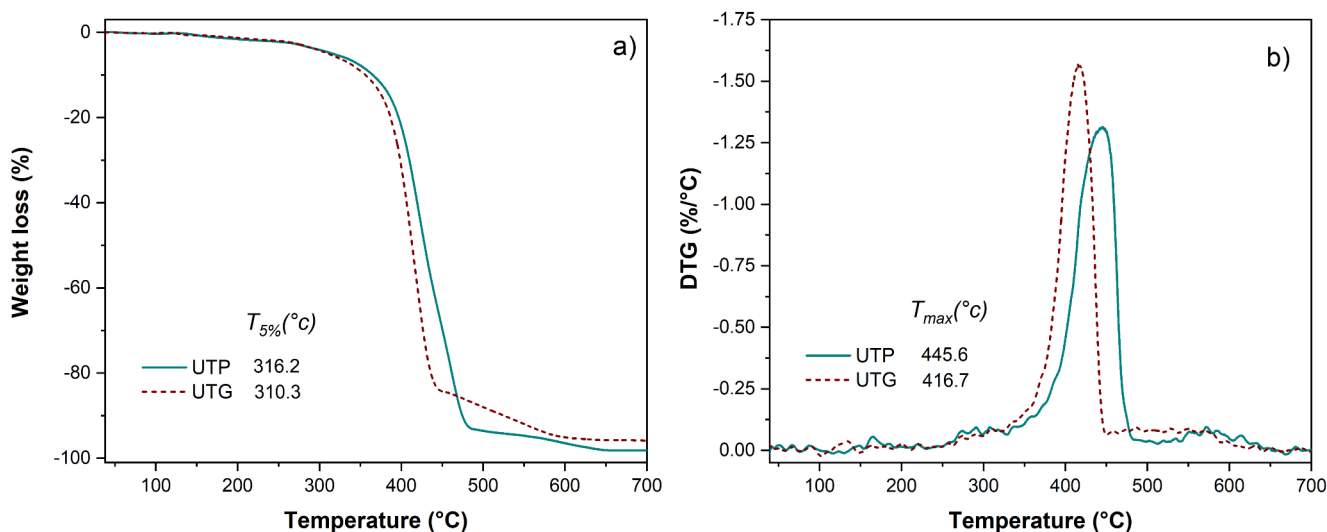 a)
0
-20
-40
-60
-80
-100
Weight loss (%)
T5%(°c)
UTP 316.2
UTG 310.3
100 200 300 400 500 600 700
Temperature (°C)
b)
-1.75
-1.50
-1.25
-1.00
-0.75
-0.50
-0.25
0.00
DTG (%/°C)
Tmax(°c)
UTP 445.6
UTG 416.7
100 200 300 400 500 600 700
Temperature (°C)